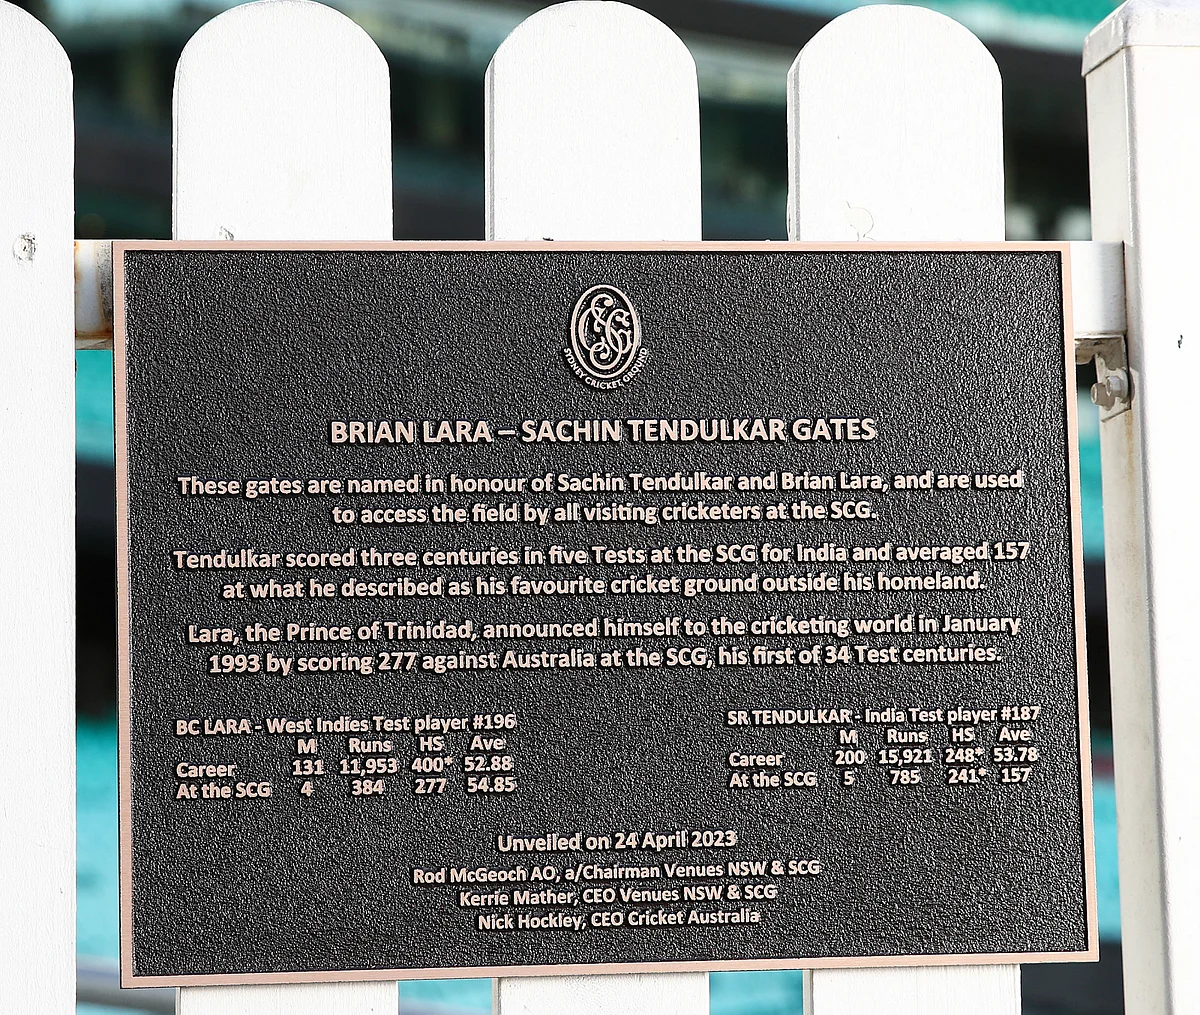 SCG
SYDNEY CRICKET GROUND
BRIAN LARA – SACHIN TENDULKAR GATES
These gates are named in honour of Sachin Tendulkar and Brian Lara, and are used
to access the field by all visiting cricketers at the SCG.
Tendulkar scored three centuries in five Tests at the SCG for India and averaged 157
at what he described as his favourite cricket ground outside his homeland.
Lara, the Prince of Trinidad, announced himself to the cricketing world in January
1993 by scoring 277 against Australia at the SCG, his first of 34 Test centuries.
BC LARA - West Indies Test player #196
M Runs HS Ave
Career 131 11,953 400* 52.88
At the SCG 4 384 277 54.85
SR TENDULKAR - India Test player #187
M Runs HS Ave
Career 200 15,921 248* 53.78
At the SCG 5 785 241* 157
Unveiled on 24 April 2023
Rod McGeoch AO, a/Chairman Venues NSW & SCG
Kerrie Mather, CEO Venues NSW & SCG
Nick Hockley, CEO Cricket Australia